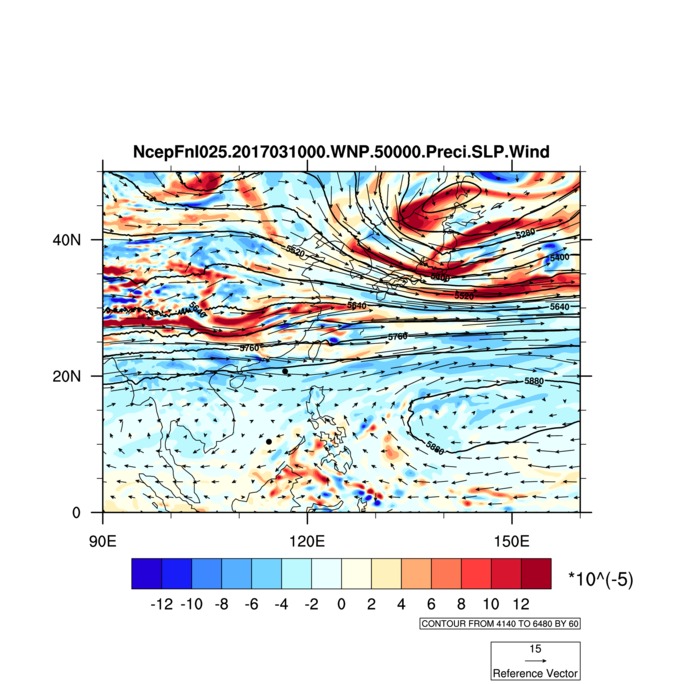 NcepFnl025.2017031000.WNP.50000.Preci.SLP.Wind
40N
20N
0
90E 120E 150E
5280
5400
5520
5640
5760
5880
-12 -10 -8 -6 -4 -2 0 2 4 6 8 10 12
*10^(-5)
CONTOUR FROM 4140 TO 6480 BY 60
15
Reference Vector